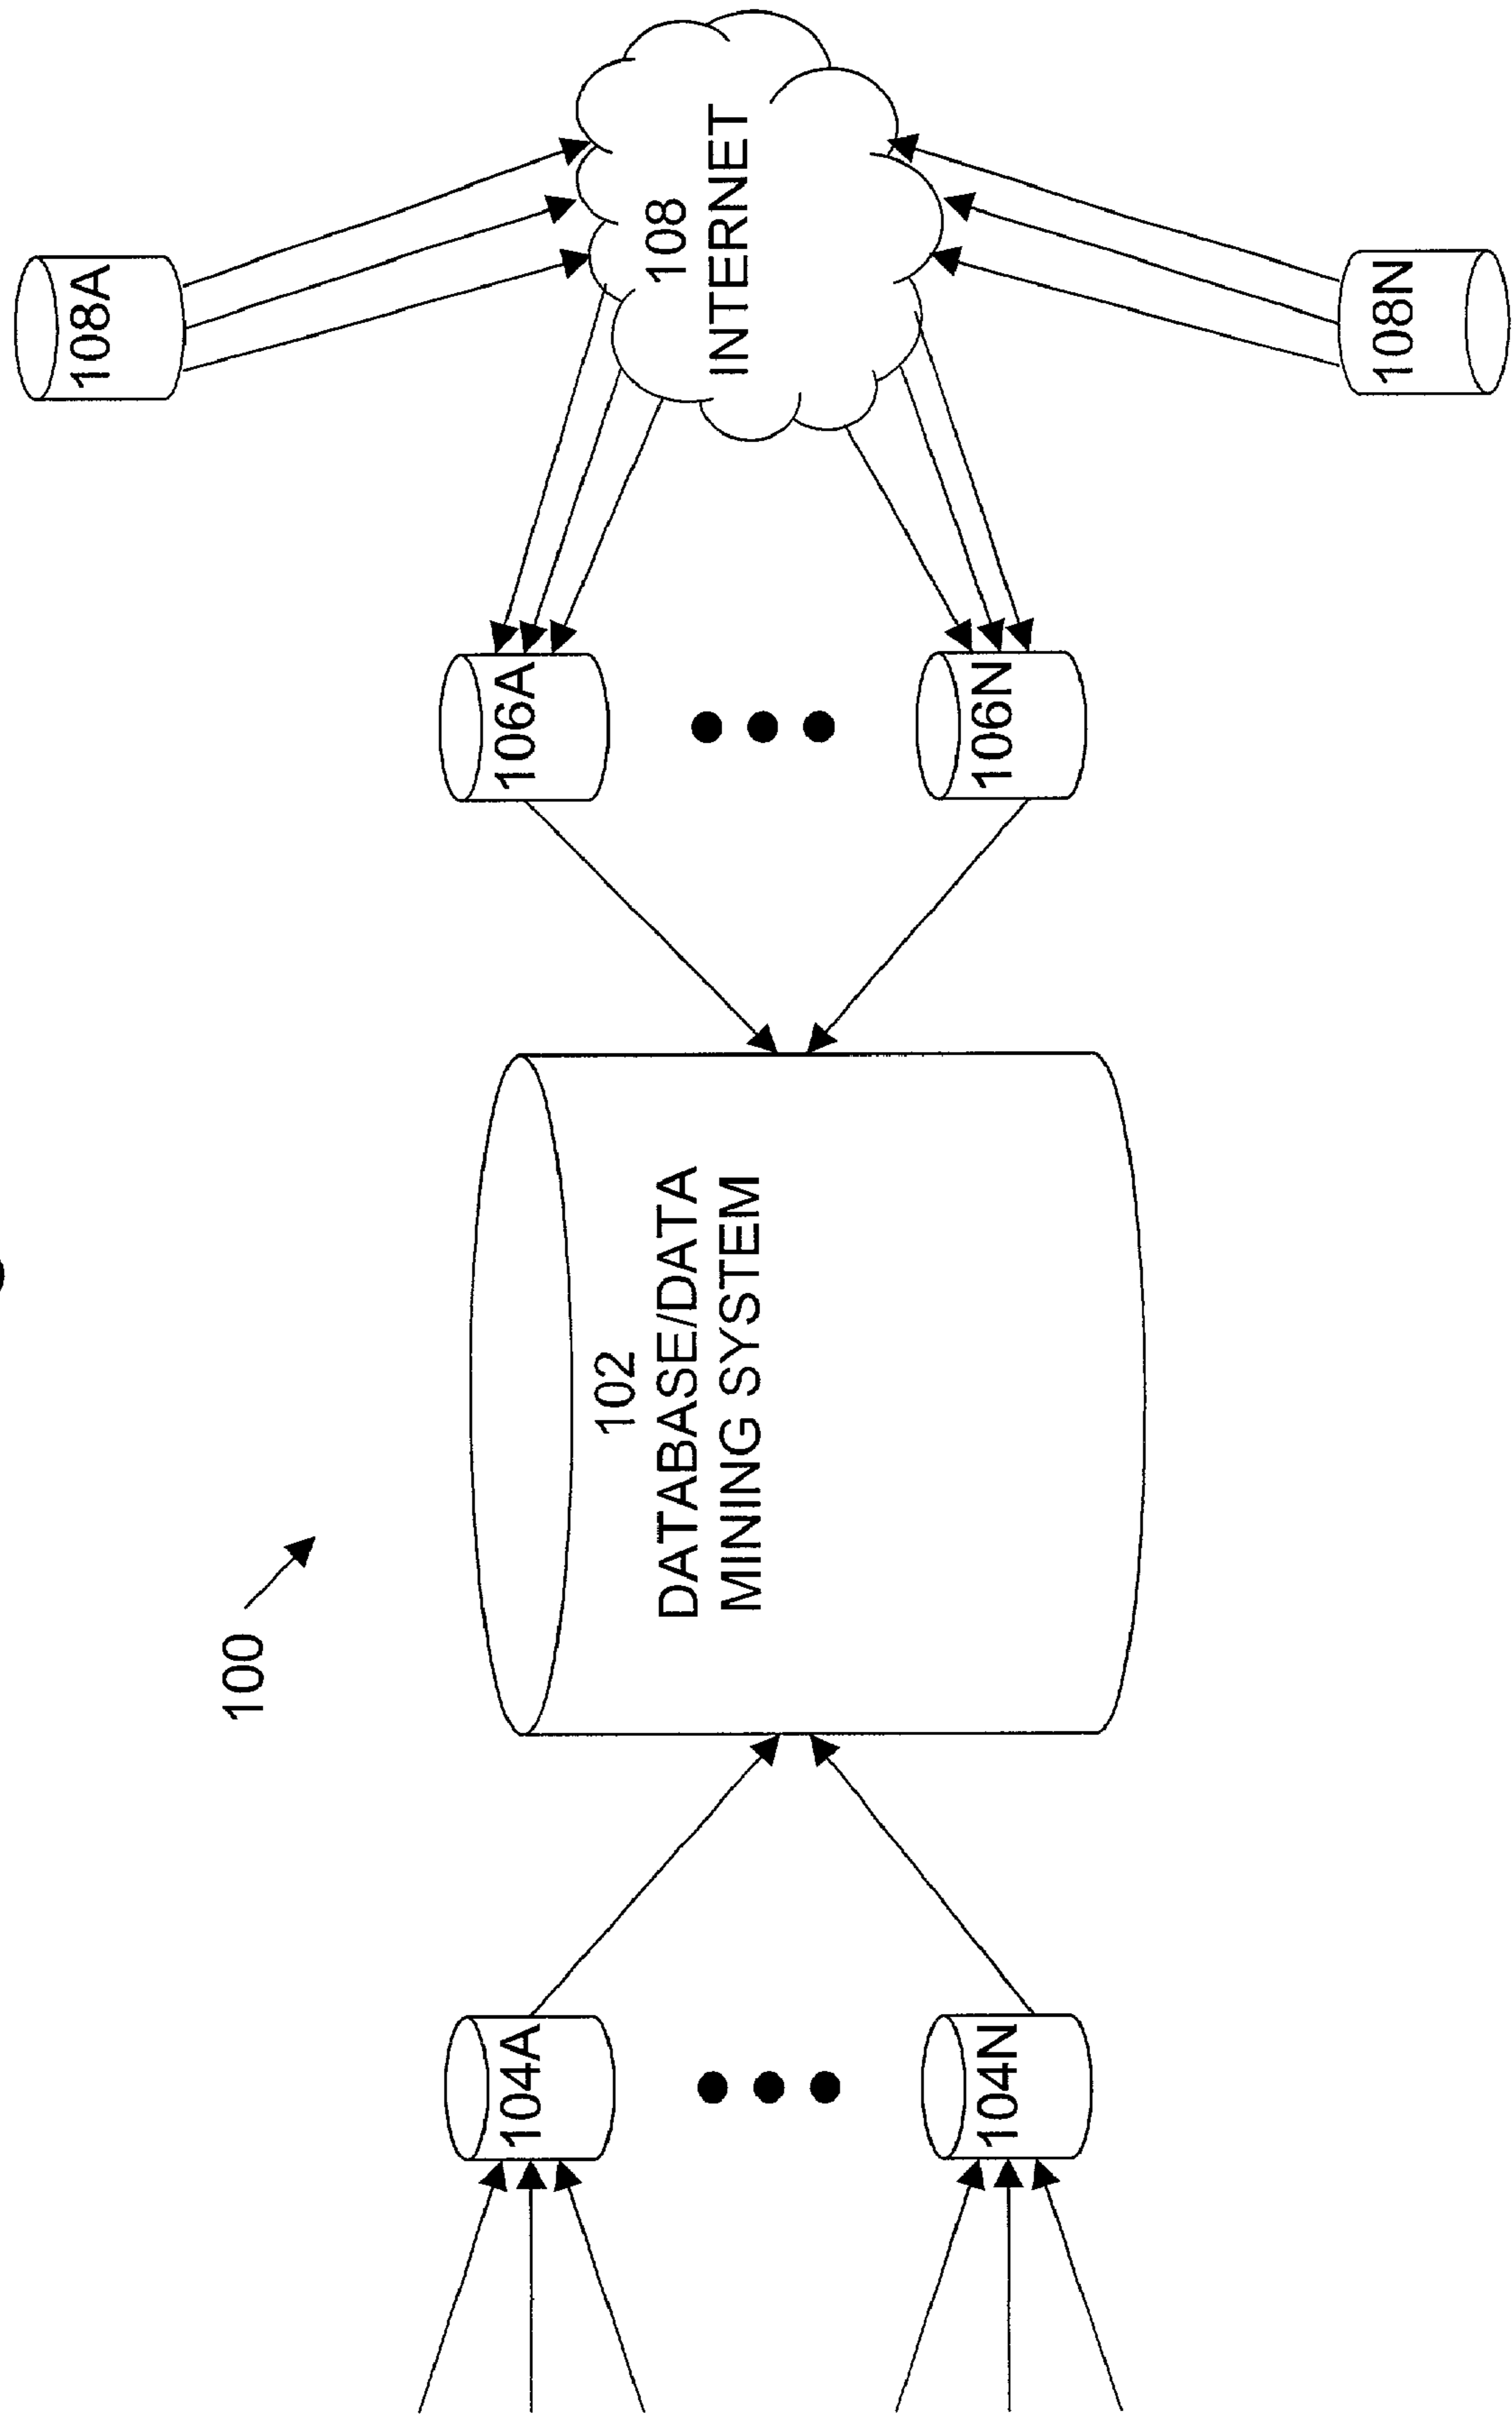 100
102
DATABASE/DATA
MINING SYSTEM
104A
104N
106A
106N
108
INTERNET
108A
108N